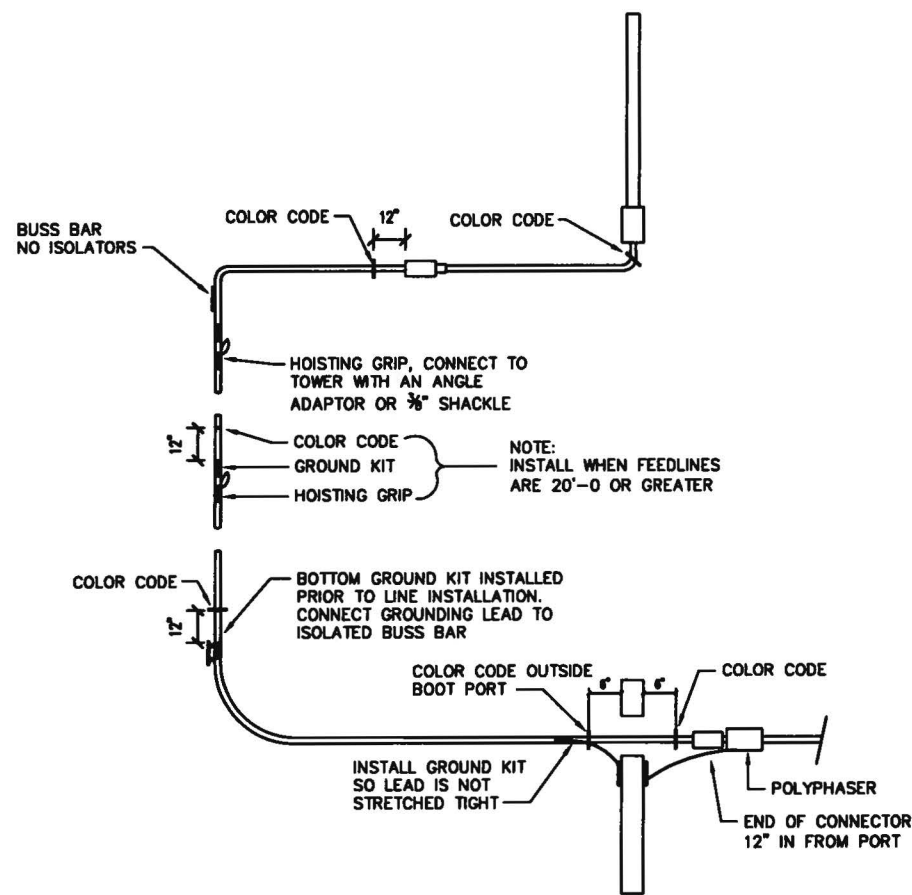 COLOR CODE
12"
COLOR CODE
BUSS BAR
NO ISOLATORS
HOISTING GRIP, CONNECT TO
TOWER WITH AN ANGLE
ADAPTOR OR ⅜" SHACKLE
12"
COLOR CODE
GROUND KIT
HOISTING GRIP
NOTE:
INSTALL WHEN FEEDLINES
ARE 20'-0 OR GREATER
COLOR CODE
12"
BOTTOM GROUND KIT INSTALLED
PRIOR TO LINE INSTALLATION.
CONNECT GROUNDING LEAD TO
ISOLATED BUSS BAR
COLOR CODE OUTSIDE
BOOT PORT
6"
6"
COLOR CODE
INSTALL GROUND KIT
SO LEAD IS NOT
STRETCHED TIGHT
POLYPHASER
END OF CONNECTOR
12" IN FROM PORT